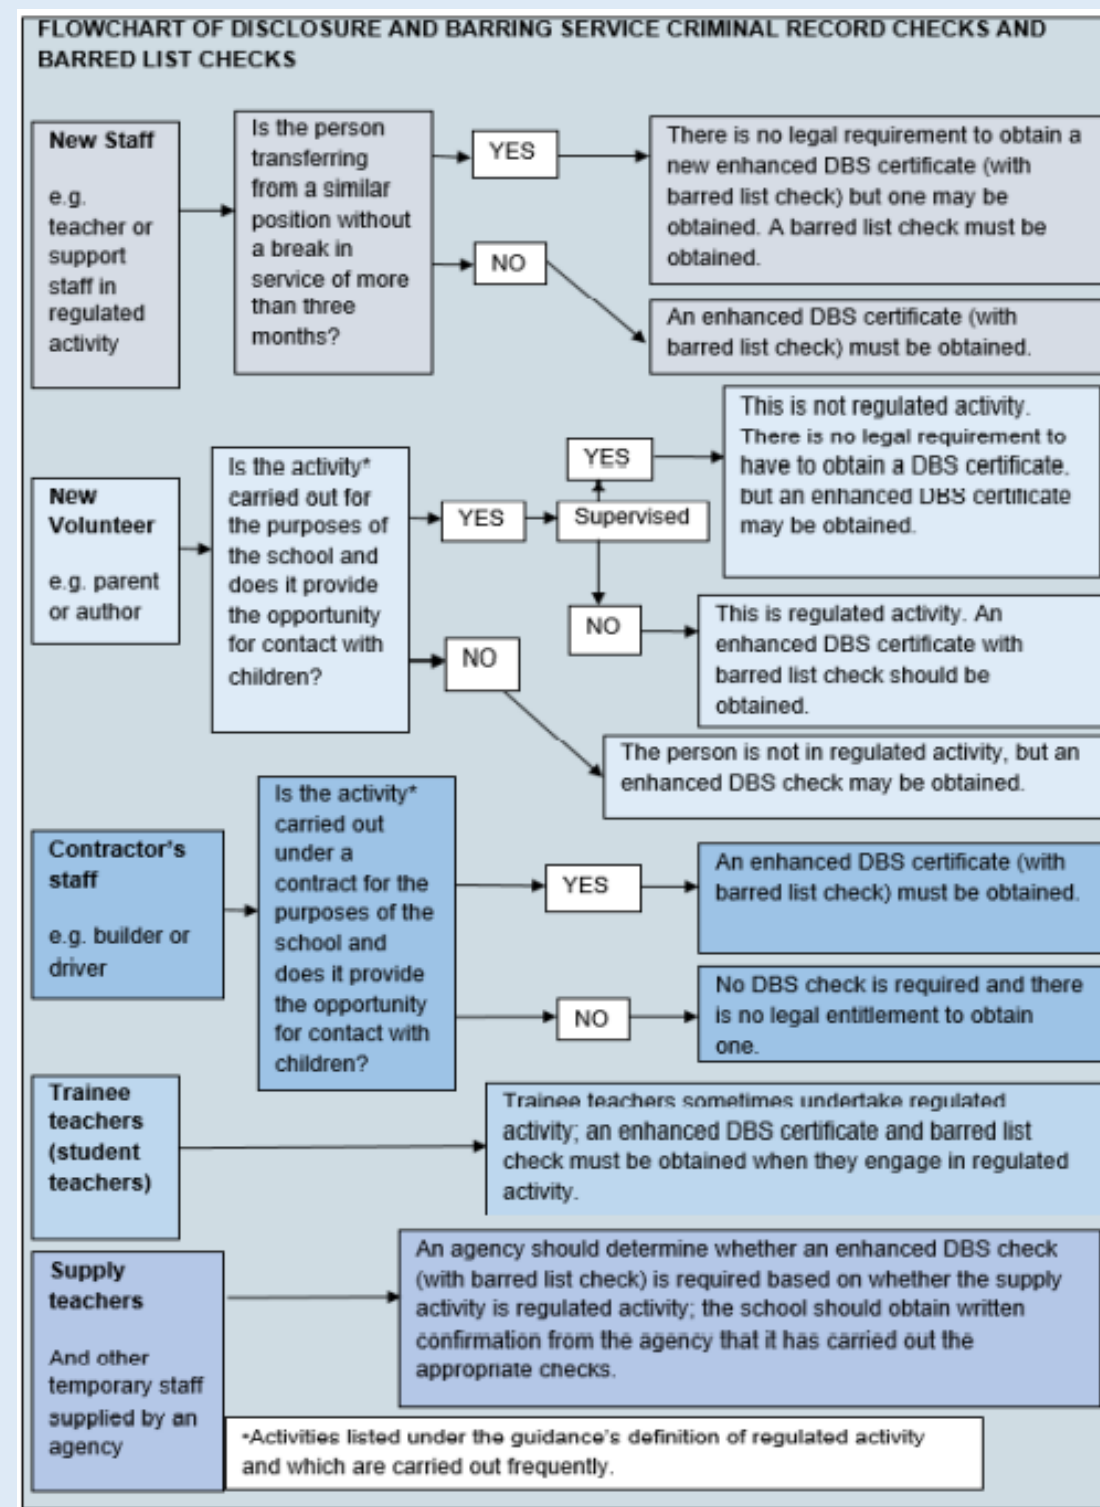 FLOWCHART OF DISCLOSURE AND BARRING SERVICE CRIMINAL RECORD CHECKS AND
BARRED LIST CHECKS
New Staff
e.g.
teacher or
support
staff in
regulated
activity
Is the person
transferring
from a similar
position without
a break in
service of more
than three
months?
YES
There is no legal requirement to obtain a
new enhanced DBS certificate (with
barred list check) but one may be
obtained. A barred list check must be
obtained.
NO
An enhanced DBS certificate (with
barred list check) must be obtained.
New
Volunteer
e.g. parent
or author
Is the activity*
carried out for
the purposes of
the school and
does it provide
the opportunity
for contact with
children?
YES
Supervised
YES
This is not regulated activity.
There is no legal requirement to
have to obtain a DBS certificate,
but an enhanced DBS certificate
may be obtained.
NO
This is regulated activity. An
enhanced DBS certificate with
barred list check should be
obtained.
NO
The person is not in regulated activity, but an
enhanced DBS check may be obtained.
Contractor's
staff
e.g. builder or
driver
Is the activity*
carried out
under a
contract for the
purposes of the
school and
does it provide
the opportunity
for contact with
children?
YES
An enhanced DBS certificate (with
barred list check) must be obtained.
NO
No DBS check is required and there
is no legal entitlement to obtain
one.
Trainee
teachers
(student
teachers)
Trainee teachers sometimes undertake regulated
activity; an enhanced DBS certificate and barred list
check must be obtained when they engage in regulated
activity.
Supply
teachers
And other
temporary staff
supplied by an
agency
An agency should determine whether an enhanced DBS check
(with barred list check) is required based on whether the supply
activity is regulated activity; the school should obtain written
confirmation from the agency that it has carried out the
appropriate checks.
*Activities listed under the guidance's definition of regulated activity
and which are carried out frequently.